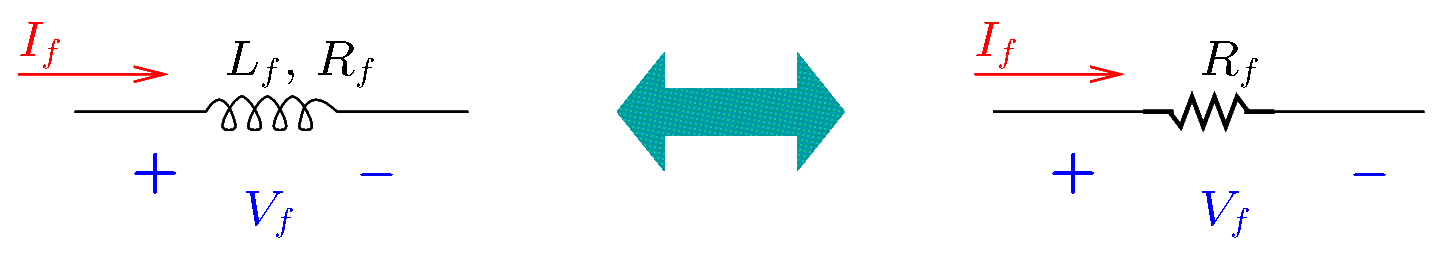 I_f
L_f, R_f
+ −
V_f
I_f
R_f
+ −
V_f